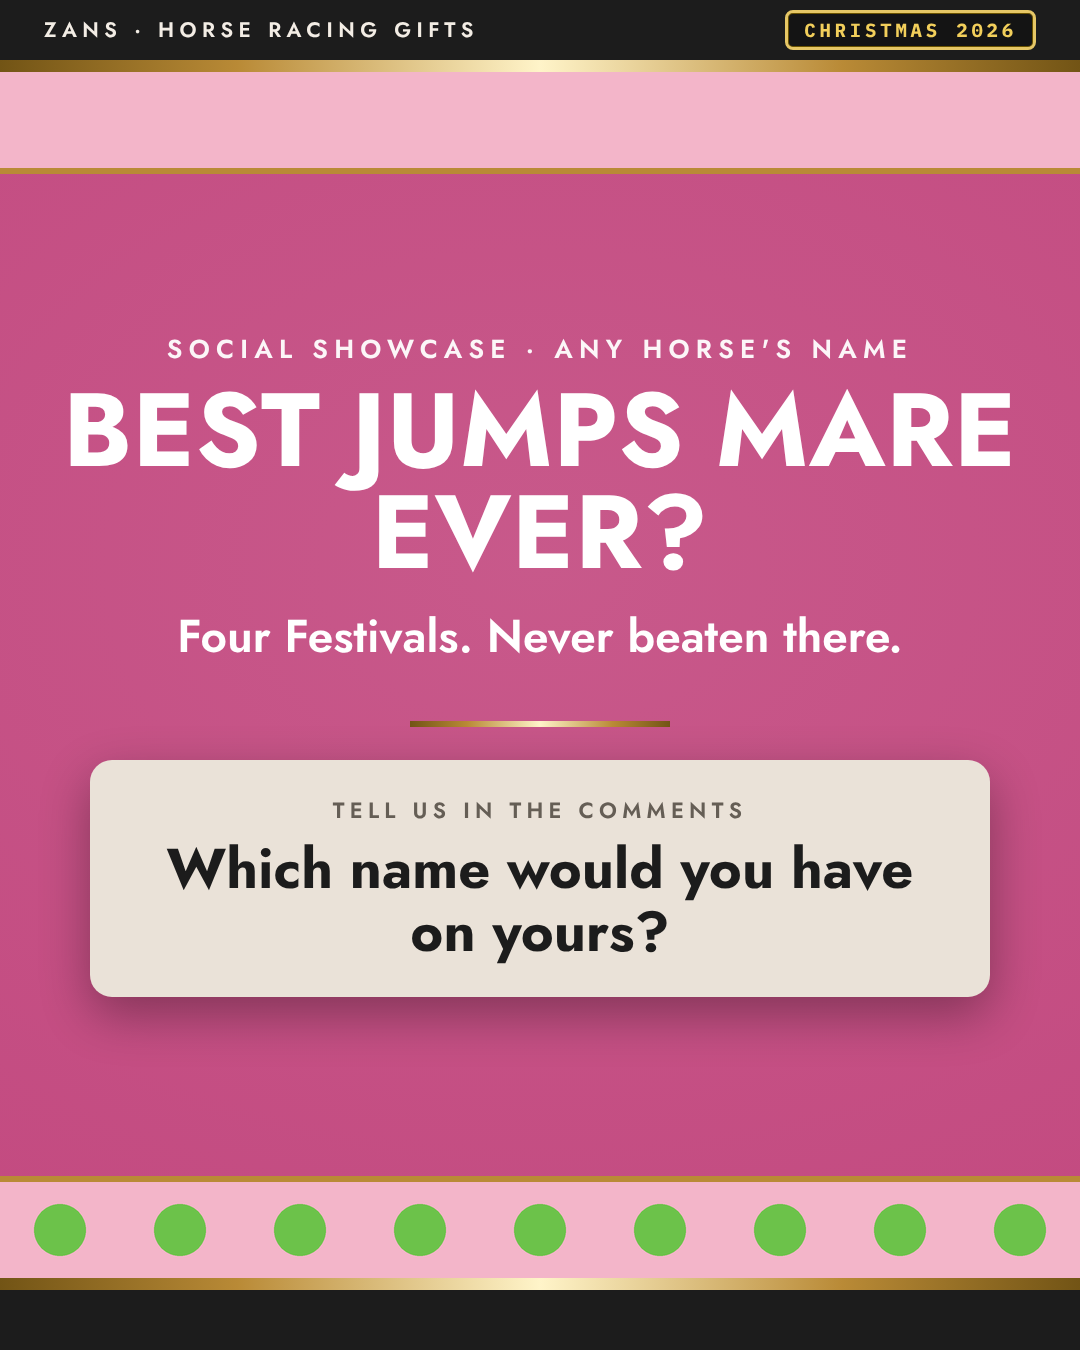 ZANS · HORSE RACING GIFTS
CHRISTMAS 2026
SOCIAL SHOWCASE · ANY HORSE'S NAME
BEST JUMPS MARE
EVER?
Four Festivals. Never beaten there.
TELL US IN THE COMMENTS
Which name would you have
on yours?